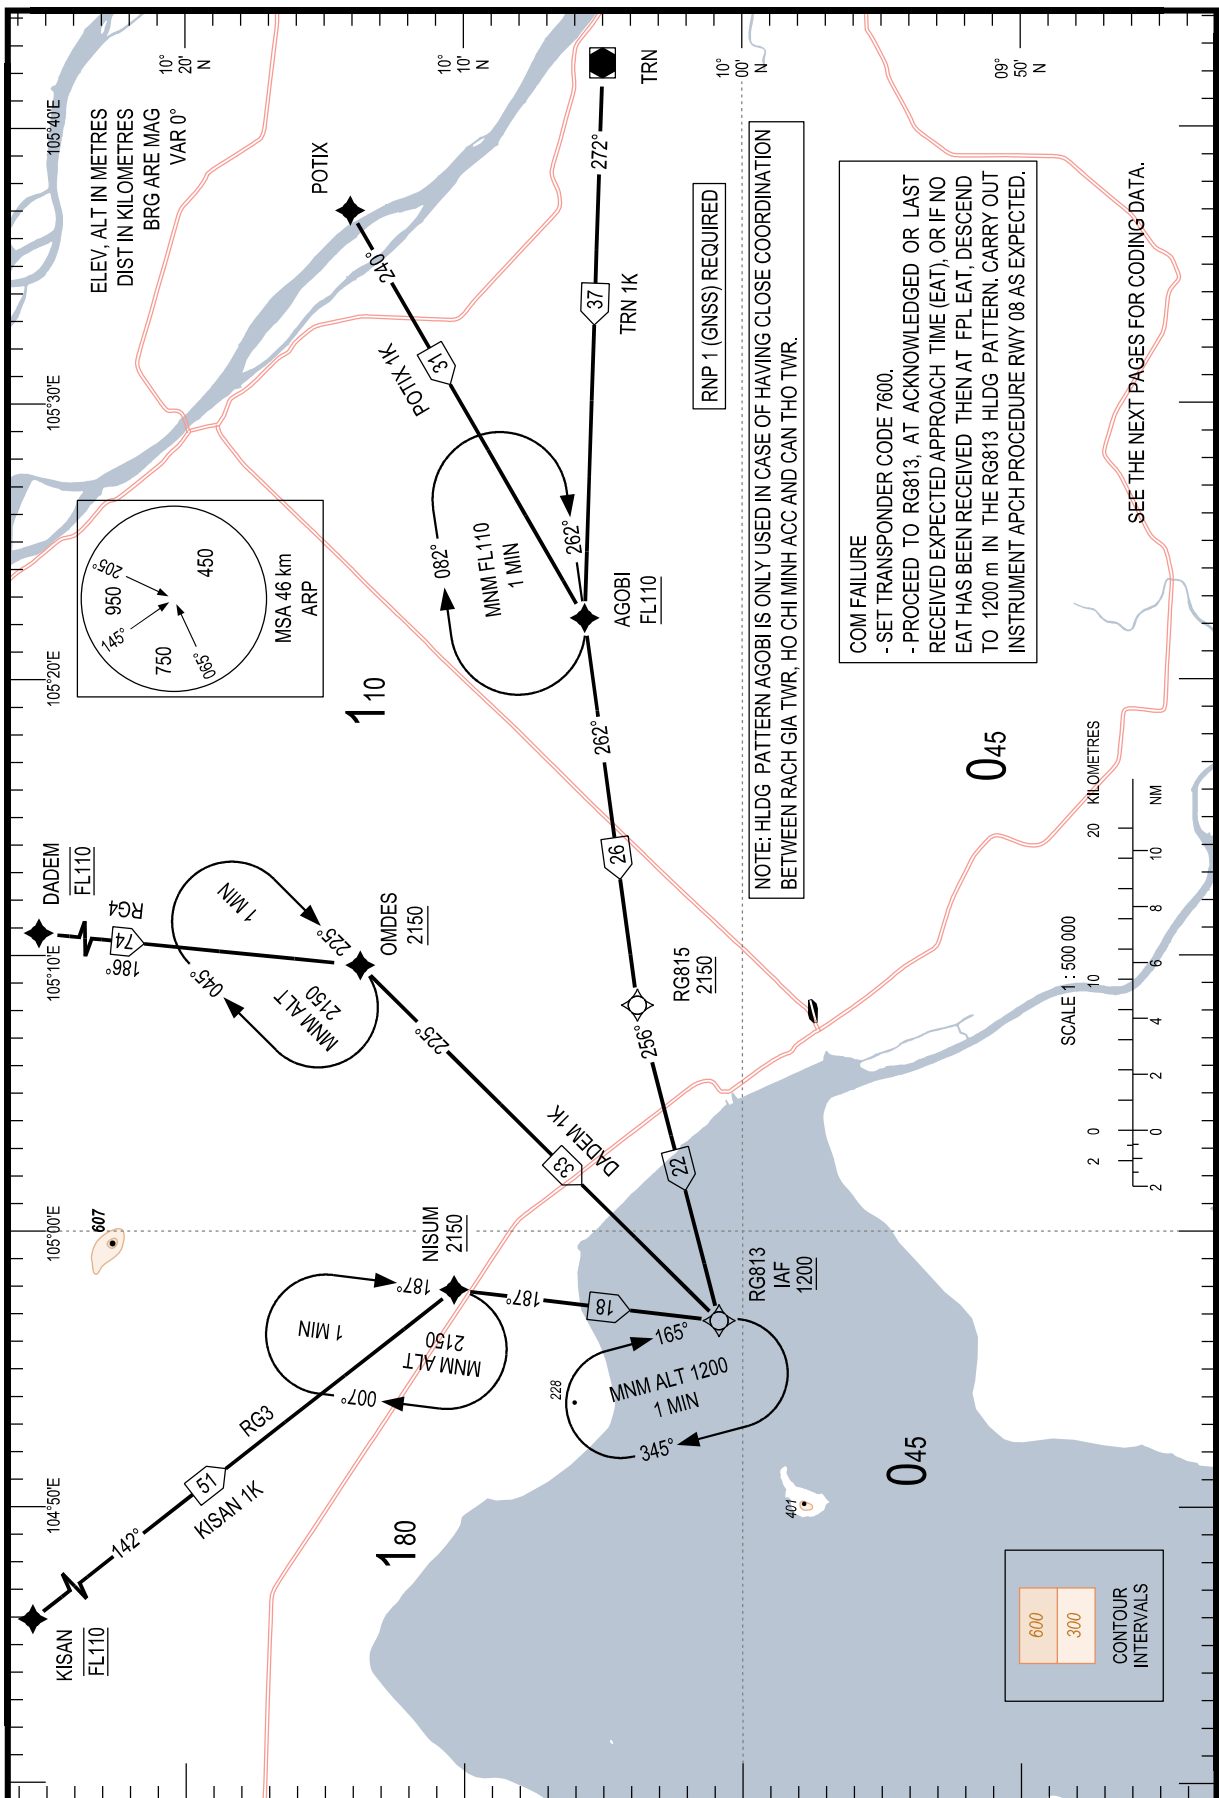 104°50'E
105°00'E
105°10'E
105°20'E
105°30'E
105°40'E
10°
20'
N
10°
10'
N
10°
00'
N
09°
50'
N
ELEV, ALT IN METRES
DIST IN KILOMETRES
BRG ARE MAG
VAR 0°
KISAN
FL110
142°
51
RG3
KISAN 1K
607
DADEM
FL110
RG4
74
186°
1 MIN
225°
045°
MNM ALT
2150
OMDES
2150
225°
33
DADEM 1K
205°
950
145°
450
750
065°
MSA 46 km
ARP
110
180
POTIX
240°
31
POTIX 1K
TRN
272°
37
TRN 1K
082°
262°
MNM FL110
1 MIN
AGOBI
FL110
262°
26
RG815
2150
256°
22
NISUM
2150
187°
1 MIN
MNM ALT
2150
007°
187°
18
165°
228
MNM ALT 1200
1 MIN
345°
RG813
IAF
1200
RNP 1 (GNSS) REQUIRED
NOTE: HLDG PATTERN AGOBI IS ONLY USED IN CASE OF HAVING CLOSE COORDINATION
BETWEEN RACH GIA TWR, HO CHI MINH ACC AND CAN THO TWR.
COM FAILURE
- SET TRANSPONDER CODE 7600.
- PROCEED TO RG813, AT ACKNOWLEDGED OR LAST
RECEIVED EXPECTED APPROACH TIME (EAT), OR IF NO
EAT HAS BEEN RECEIVED THEN AT FPL EAT, DESCEND
TO 1200 m IN THE RG813 HLDG PATTERN. CARRY OUT
INSTRUMENT APCH PROCEDURE RWY 08 AS EXPECTED.
401
045
045
SEE THE NEXT PAGES FOR CODING DATA.
SCALE 1 : 500 000
2 0 10 20 KILOMETRES
2 0 2 4 6 8 10 NM
600
300
CONTOUR
INTERVALS